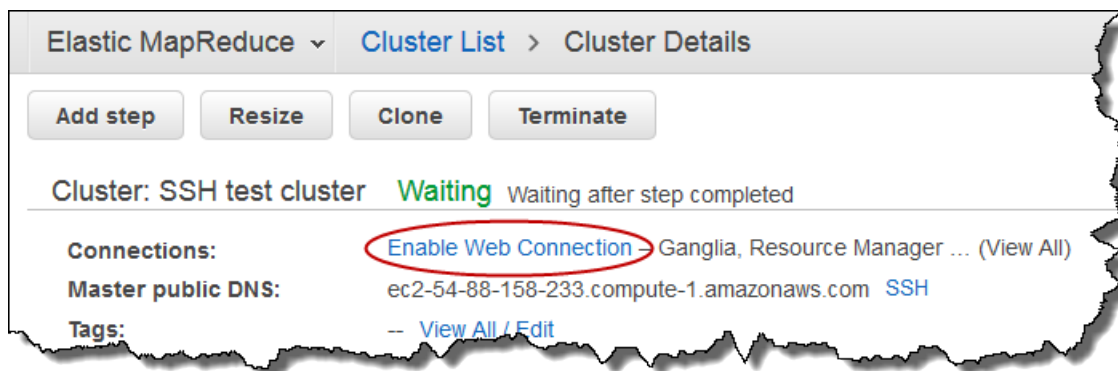 Elastic MapReduce Cluster List > Cluster Details
Add step Resize Clone Terminate
Cluster: SSH test cluster Waiting Waiting after step completed
Connections: Enable Web Connection – Ganglia, Resource Manager … (View All)
Master public DNS: ec2-54-88-158-233.compute-1.amazonaws.com SSH
Tags: -- View All / Edit